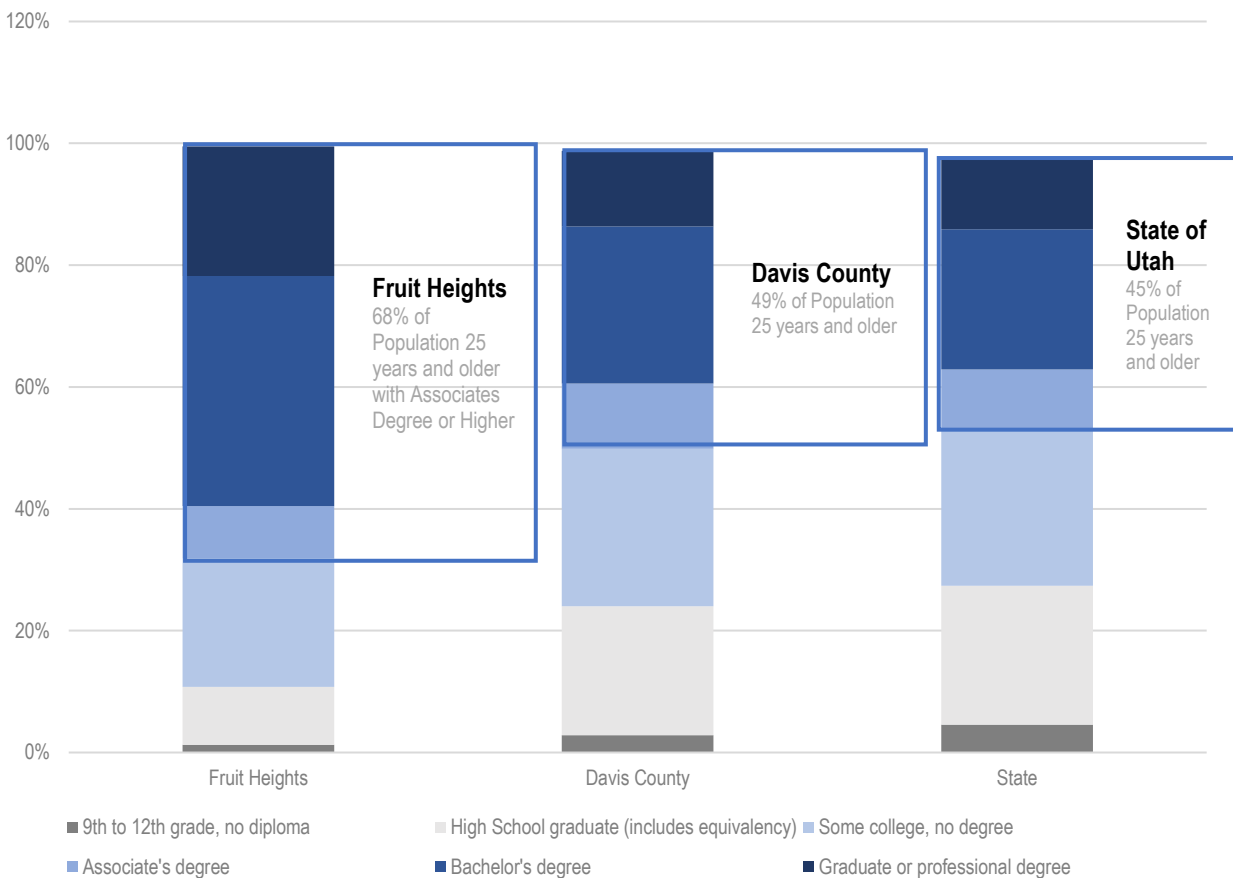 120%
100%
80%
60%
40%
20%
0%
Fruit Heights
68% of
Population 25
years and older
with Associates
Degree or Higher
Davis County
49% of Population
25 years and older
State of
Utah
45% of
Population
25 years
and older
Fruit Heights
Davis County
State
9th to 12th grade, no diploma
High School graduate (includes equivalency)
Some college, no degree
Associate's degree
Bachelor's degree
Graduate or professional degree